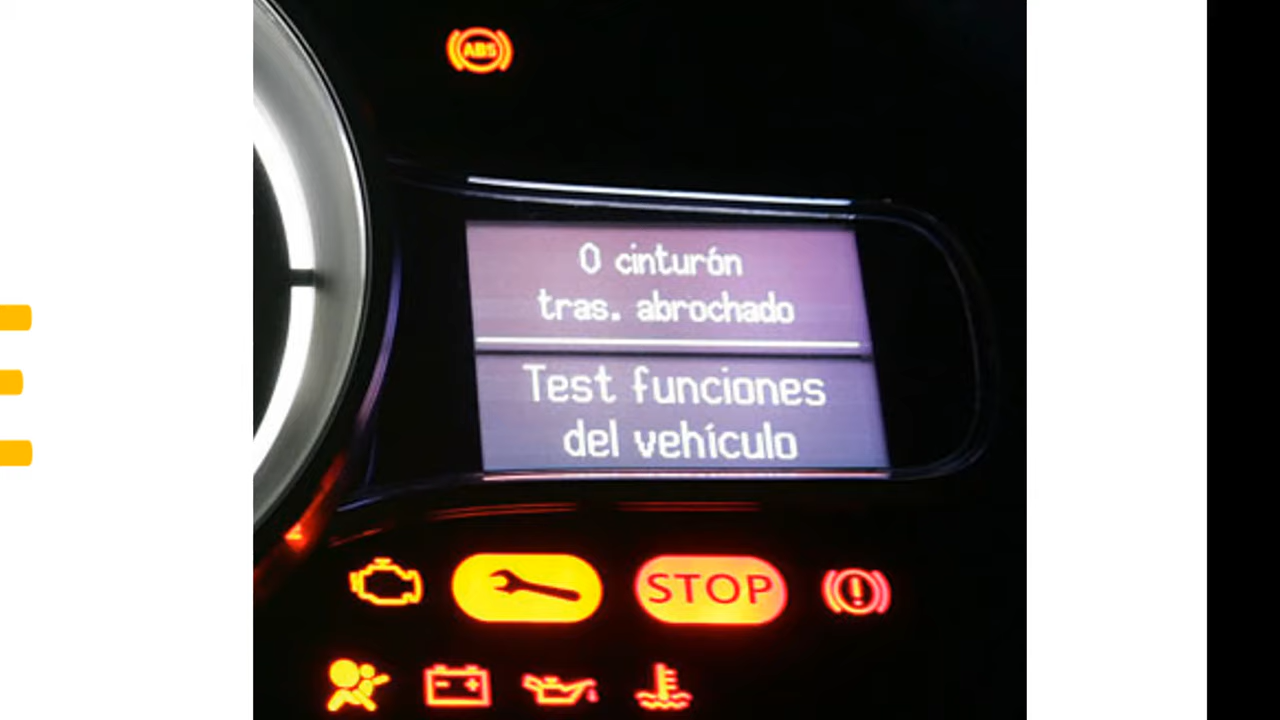 ABS
0 cinturón
tras. abrochado
Test funciones
del vehículo
STOP